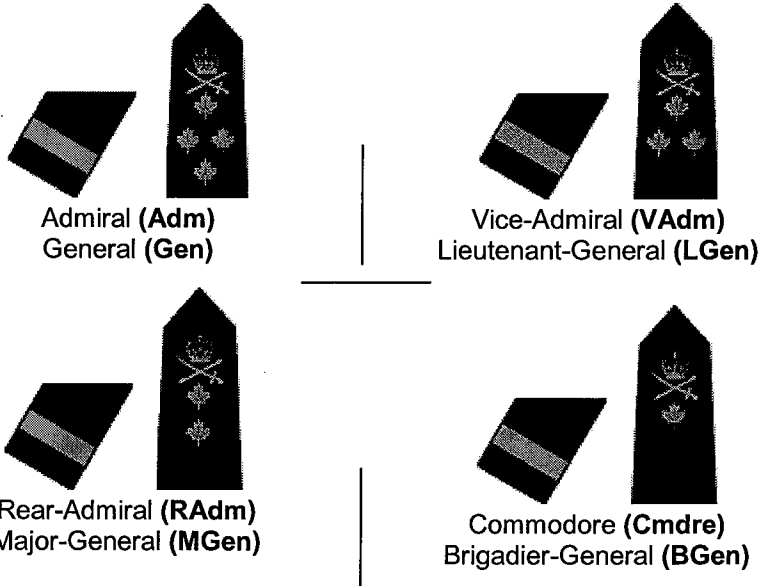 Admiral (Adm)
General (Gen)
Vice-Admiral (VAdm)
Lieutenant-General (LGen)
Rear-Admiral (RAdm)
Major-General (MGen)
Commodore (Cmdre)
Brigadier-General (BGen)